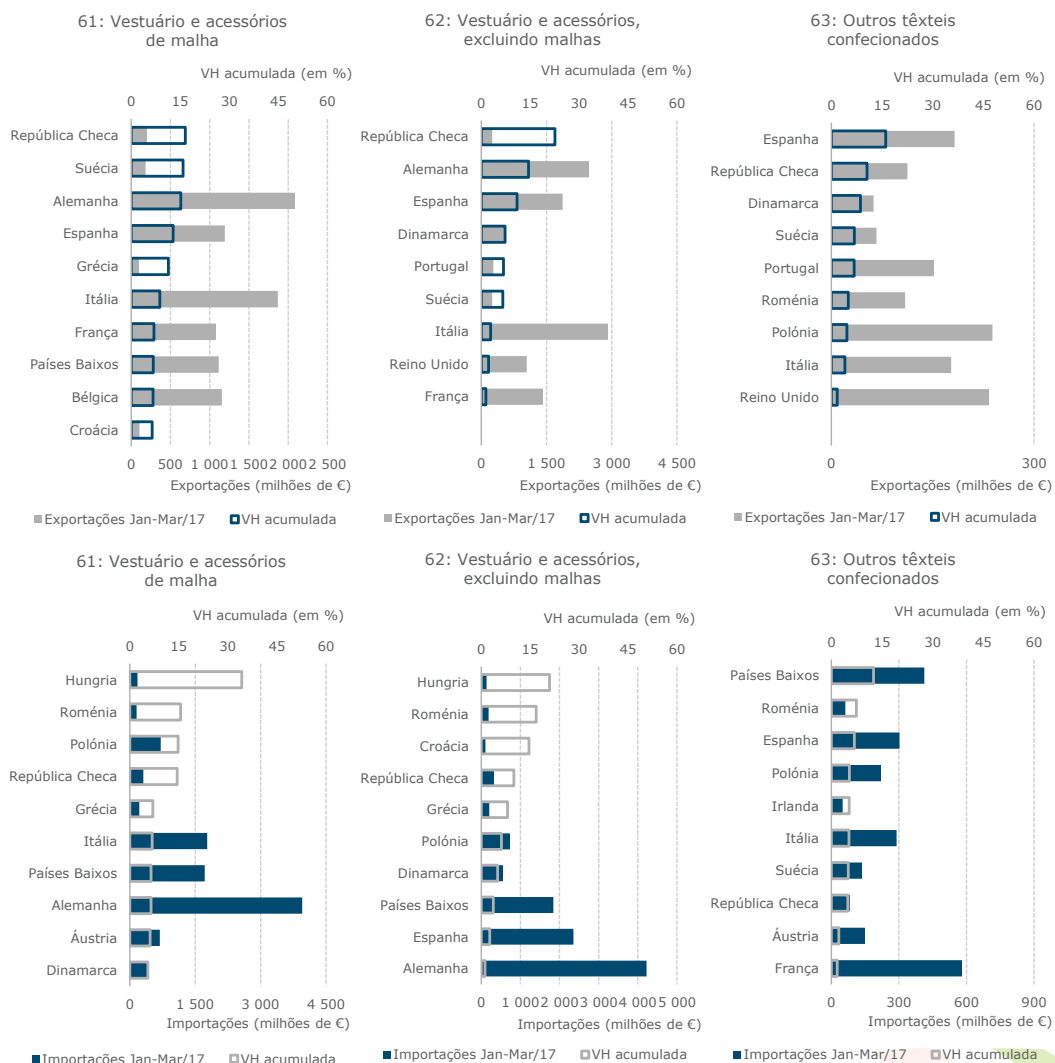 61: Vestuário e acessórios
de malha
VH acumulada (em %)
0 15 30 45 60
República Checa
Suécia
Alemanha
Espanha
Grécia
Itália
França
Países Baixos
Bélgica
Croácia
0 500 1 000 1 500 2 000 2 500
Exportações (milhões de €)
Exportações Jan-Mar/17 VH acumulada
62: Vestuário e acessórios,
excluindo malhas
VH acumulada (em %)
0 15 30 45 60
República Checa
Alemanha
Espanha
Dinamarca
Portugal
Suécia
Itália
Reino Unido
França
0 1 500 3 000 4 500
Exportações (milhões de €)
Exportações Jan-Mar/17 VH acumulada
63: Outros têxteis
confecionados
VH acumulada (em %)
0 15 30 45 60
Espanha
República Checa
Dinamarca
Suécia
Portugal
Roménia
Polónia
Itália
Reino Unido
0 300
Exportações (milhões de €)
Exportações Jan-Mar/17 VH acumulada
61: Vestuário e acessórios
de malha
VH acumulada (em %)
0 15 30 45 60
Hungria
Roménia
Polónia
República Checa
Grécia
Itália
Países Baixos
Alemanha
Áustria
Dinamarca
0 1 500 3 000 4 500
Importações (milhões de €)
Importações Jan-Mar/17 VH acumulada
62: Vestuário e acessórios,
excluindo malhas
VH acumulada (em %)
0 15 30 45 60
Hungria
Roménia
Croácia
República Checa
Grécia
Polónia
Dinamarca
Países Baixos
Espanha
Alemanha
0 1 000 2 000 3 000 4 000 5 000
Importações (milhões de €)
Importações Jan-Mar/17 VH acumulada
63: Outros têxteis
confecionados
VH acumulada (em %)
0 15 30 45 60
Países Baixos
Roménia
Espanha
Polónia
Irlanda
Itália
Suécia
República Checa
Áustria
França
0 300 600 900
Importações (milhões de €)
Importações Jan-Mar/17 VH acumulada